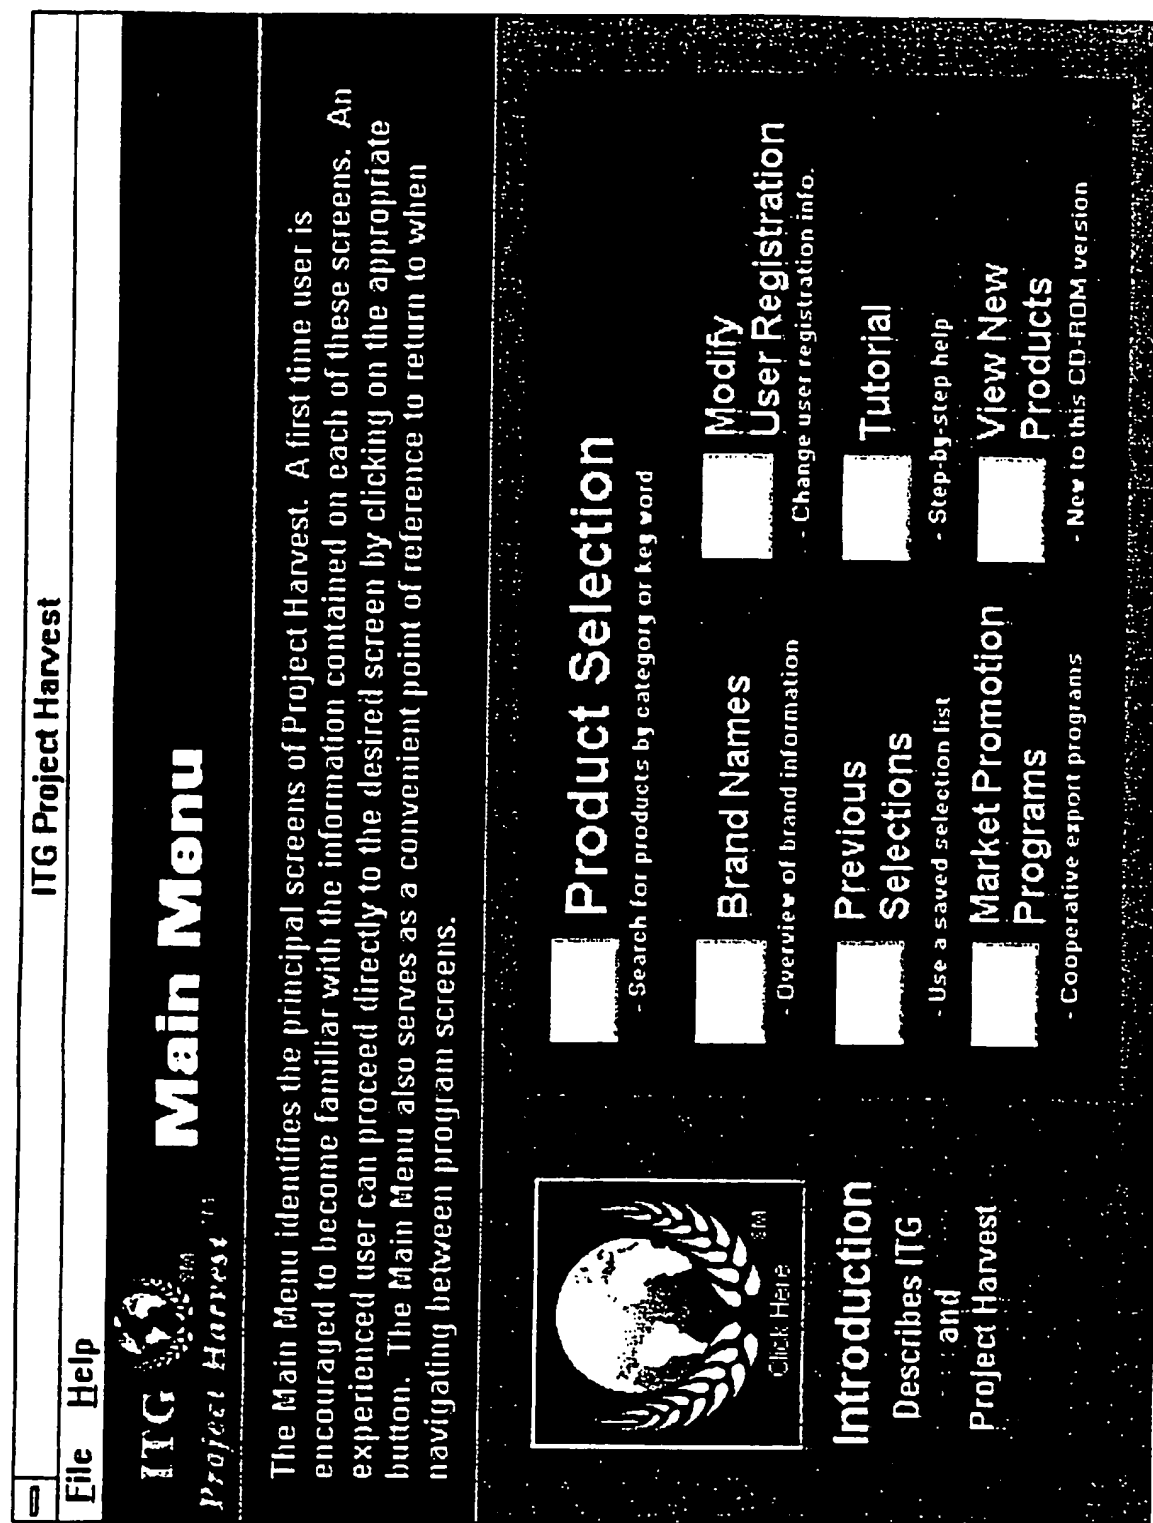 ITG Project Harvest
File Help
ITG SM
Project Harvest TM
Main Menu
The Main Menu identifies the principal screens of Project Harvest. A first time user is
encouraged to become familiar with the information contained on each of these screens. An
experienced user can proceed directly to the desired screen by clicking on the appropriate
button. The Main Menu also serves as a convenient point of reference to return to when
navigating between program screens.
Click Here SM
Introduction
Describes ITG
and
Project Harvest
Product Selection
- Search for products by category or key word
Brand Names
- Overview of brand information
Previous
Selections
- Use a saved selection list
Market Promotion
Programs
- Cooperative export programs
Modify
User Registration
- Change user registration info.
Tutorial
- Step-by-step help
View New
Products
- New to this CD-ROM version